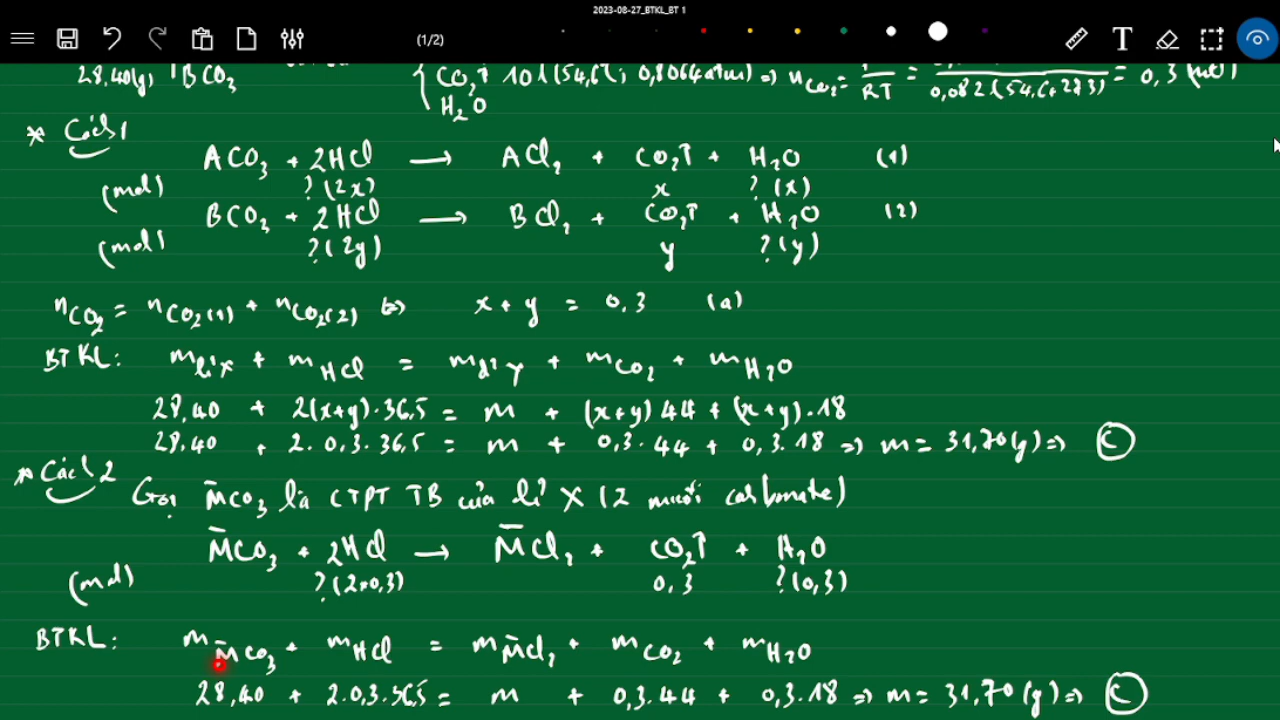 2023-08-27_BTKL_BT 1
(1/2)
T
28,40(g) BCO₃ CO₂↑ 10l(54,6°C; 0,8064atm) => nCO₂ = /RT = /0,082(54,6+273) = 0,3 (mol)
H₂O
* Cách 1
ACO₃ + 2HCl → ACl₂ + CO₂↑ + H₂O (1)
(mol) ?(2x) x ?(x)
BCO₃ + 2HCl → BCl₂ + CO₂↑ + H₂O (2)
(mol) ?(2y) y ?(y)
nCO₂ = nCO₂(1) + nCO₂(2) <=> x + y = 0,3 (a)
BTKL: m hh X + mHCl = m dd Y + mCO₂ + mH₂O
28,40 + 2(x+y).36,5 = m + (x+y)44 + (x+y).18
28,40 + 2.0,3.36,5 = m + 0,3.44 + 0,3.18 => m = 31,70(g) => C
* Cách 2
Gọi M̄CO₃ là CTPT TB của hh X (2 muối carbonate)
M̄CO₃ + 2HCl → M̄Cl₂ + CO₂↑ + H₂O
(mol) ?(2×0,3) 0,3 ?(0,3)
BTKL: mM̄CO₃ + mHCl = mM̄Cl₂ + mCO₂ + mH₂O
28,40 + 2.0,3.36,5 = m + 0,3.44 + 0,3.18 => m = 31,70(g) => C